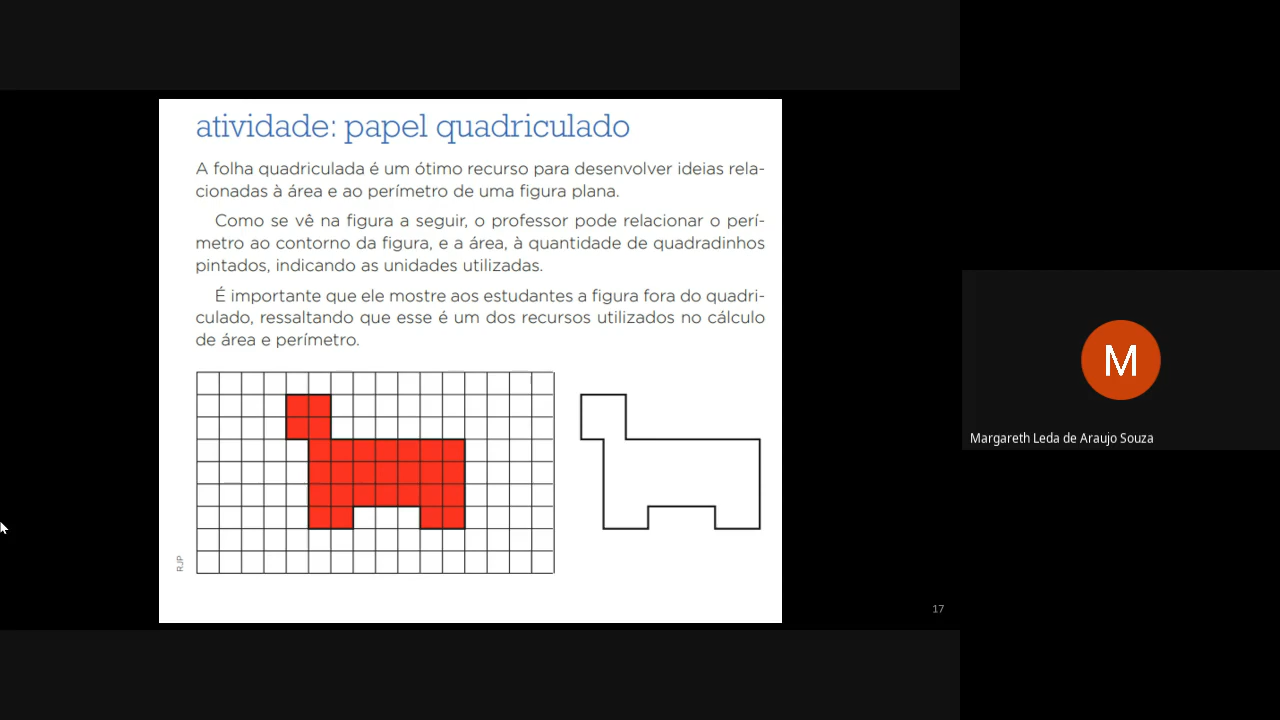 atividade: papel quadriculado
A folha quadriculada é um ótimo recurso para desenvolver ideias rela-
cionadas à área e ao perímetro de uma figura plana.
Como se vê na figura a seguir, o professor pode relacionar o perí-
metro ao contorno da figura, e a área, à quantidade de quadradinhos
pintados, indicando as unidades utilizadas.
É importante que ele mostre aos estudantes a figura fora do quadri-
culado, ressaltando que esse é um dos recursos utilizados no cálculo
de área e perímetro.
RJP
17
M
Margareth Leda de Araujo Souza